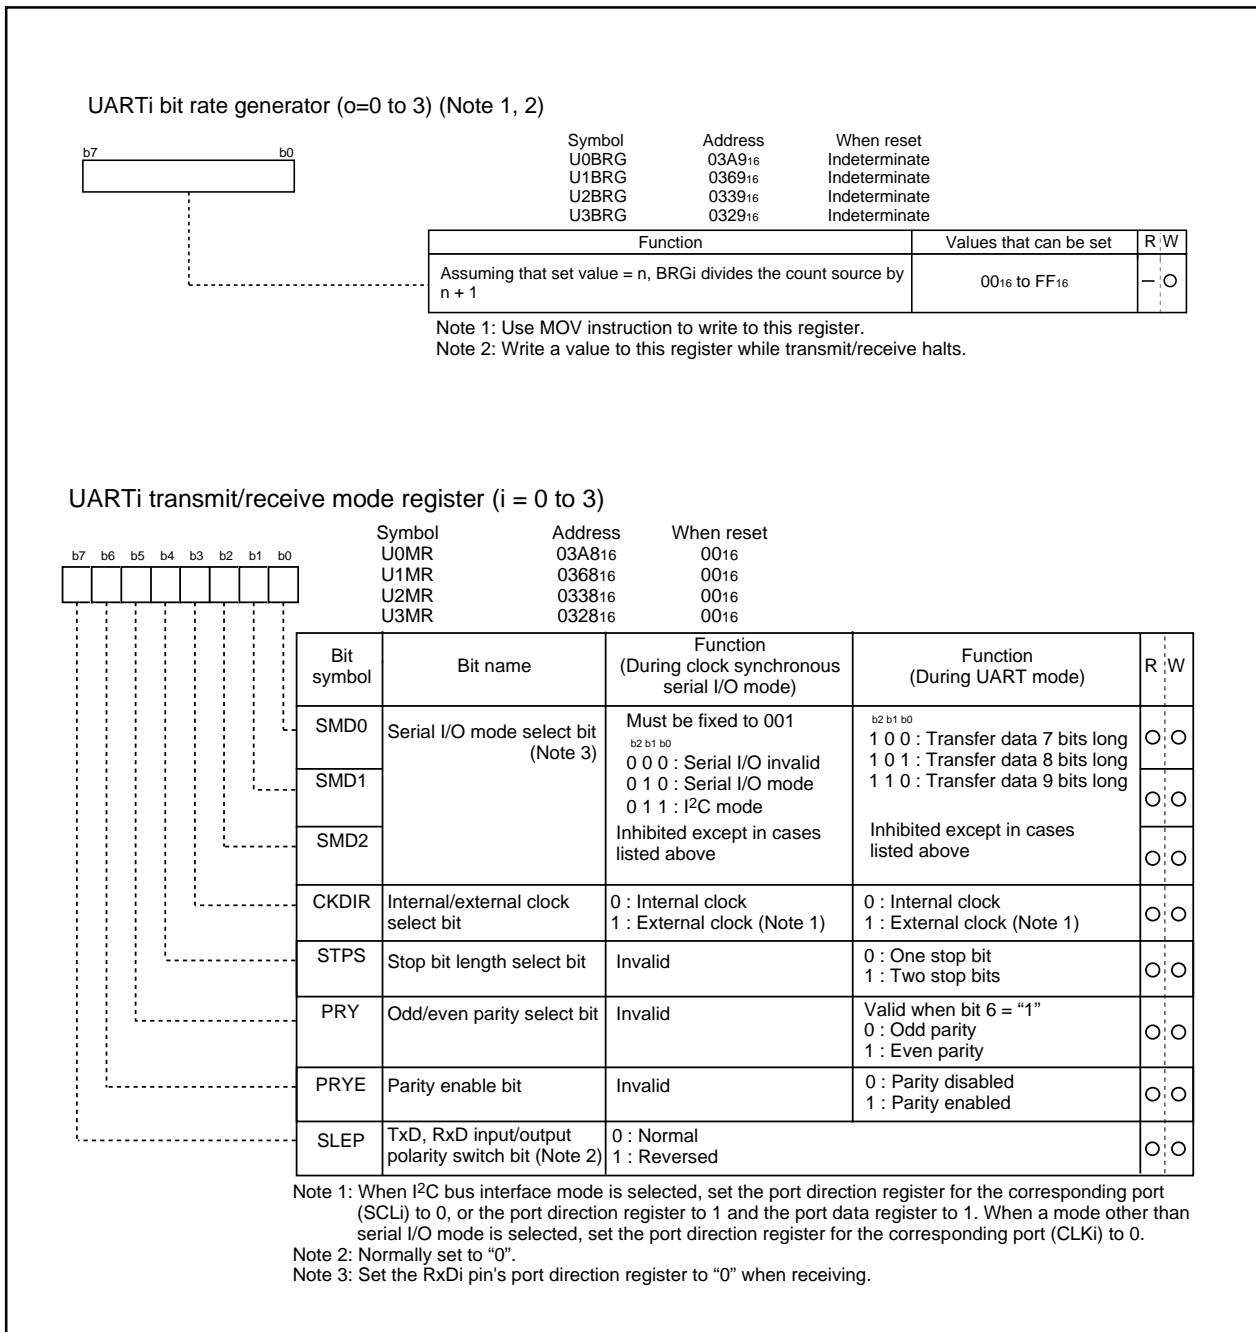 UARTi bit rate generator (o=0 to 3) (Note 1, 2)
b7 b0
Symbol Address When reset
U0BRG 03A916 Indeterminate
U1BRG 036916 Indeterminate
U2BRG 033916 Indeterminate
U3BRG 032916 Indeterminate
Function Values that can be set R W
Assuming that set value = n, BRGi divides the count source by
n + 1
0016 to FF16 – O
Note 1: Use MOV instruction to write to this register.
Note 2: Write a value to this register while transmit/receive halts.
UARTi transmit/receive mode register (i = 0 to 3)
Symbol Address When reset
b7 b6 b5 b4 b3 b2 b1 b0
U0MR 03A816 0016
U1MR 036816 0016
U2MR 033816 0016
U3MR 032816 0016
Bit
symbol
Bit name
Function
(During clock synchronous
serial I/O mode)
Function
(During UART mode)
R W
SMD0
SMD1
SMD2
Serial I/O mode select bit
(Note 3)
Must be fixed to 001
b2 b1 b0
0 0 0 : Serial I/O invalid
0 1 0 : Serial I/O mode
0 1 1 : I2C mode
Inhibited except in cases
listed above
b2 b1 b0
1 0 0 : Transfer data 7 bits long
1 0 1 : Transfer data 8 bits long
1 1 0 : Transfer data 9 bits long
Inhibited except in cases
listed above
O O
O O
O O
CKDIR
Internal/external clock
select bit
0 : Internal clock
1 : External clock (Note 1)
0 : Internal clock
1 : External clock (Note 1)
O O
STPS
Stop bit length select bit
Invalid
0 : One stop bit
1 : Two stop bits
O O
PRY
Odd/even parity select bit
Invalid
Valid when bit 6 = “1”
0 : Odd parity
1 : Even parity
O O
PRYE
Parity enable bit
Invalid
0 : Parity disabled
1 : Parity enabled
O O
SLEP
TxD, RxD input/output
polarity switch bit (Note 2)
0 : Normal
1 : Reversed
O O
Note 1: When I2C bus interface mode is selected, set the port direction register for the corresponding port
(SCLi) to 0, or the port direction register to 1 and the port data register to 1. When a mode other than
serial I/O mode is selected, set the port direction register for the corresponding port (CLKi) to 0.
Note 2: Normally set to “0”.
Note 3: Set the RxDi pin's port direction register to “0” when receiving.